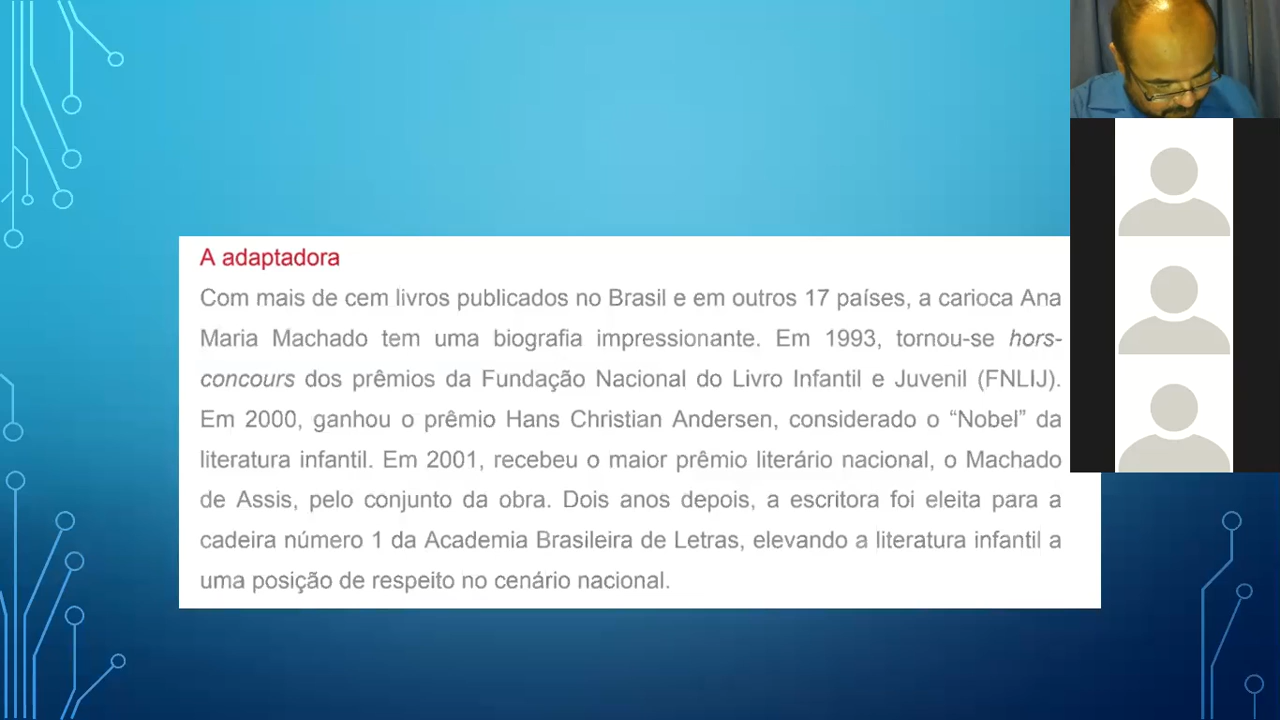 A adaptadora
Com mais de cem livros publicados no Brasil e em outros 17 países, a carioca Ana
Maria Machado tem uma biografia impressionante. Em 1993, tornou-se hors-
concours dos prêmios da Fundação Nacional do Livro Infantil e Juvenil (FNLIJ).
Em 2000, ganhou o prêmio Hans Christian Andersen, considerado o “Nobel” da
literatura infantil. Em 2001, recebeu o maior prêmio literário nacional, o Machado
de Assis, pelo conjunto da obra. Dois anos depois, a escritora foi eleita para a
cadeira número 1 da Academia Brasileira de Letras, elevando a literatura infantil a
uma posição de respeito no cenário nacional.